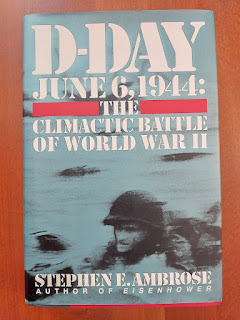 D-DAY
JUNE 6, 1944:
THE
CLIMACTIC BATTLE
OF WORLD WAR II
STEPHEN E. AMBROSE
AUTHOR OF EISENHOWER